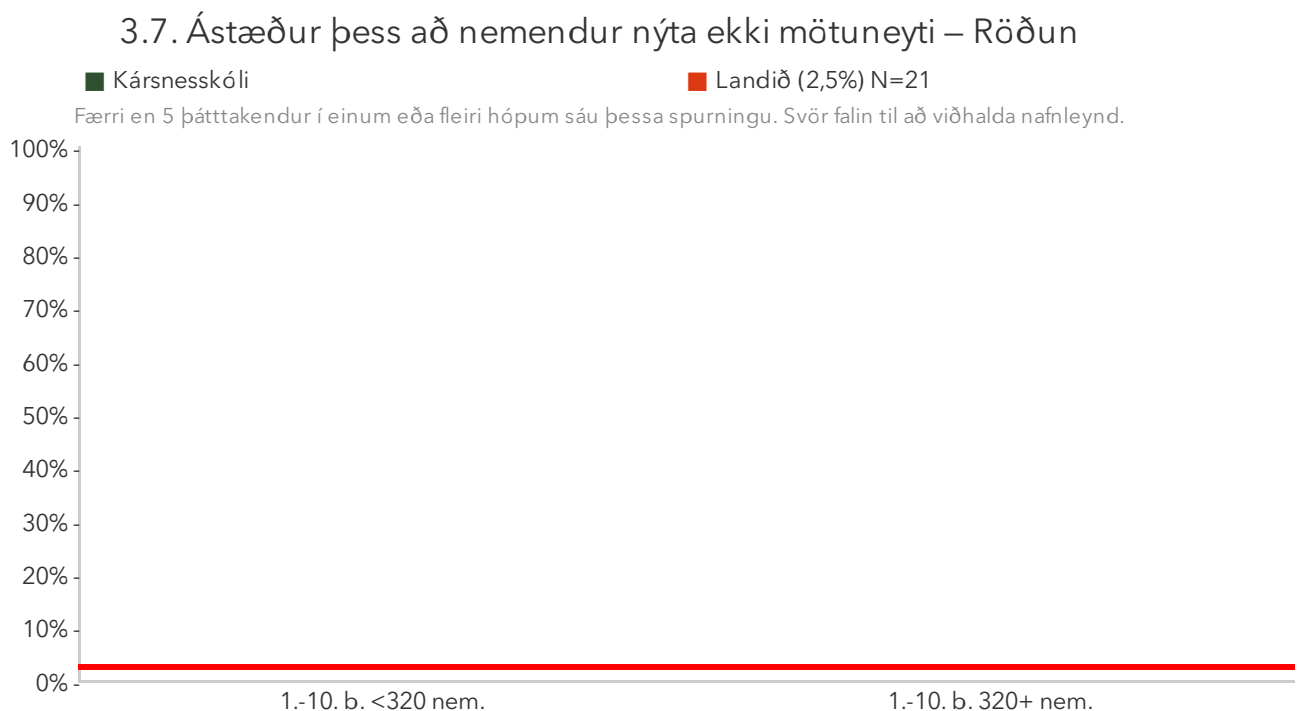 3.7. Ástæður þess að nemendur nýta ekki mötuneyti – Röðun
Kársnesskóli
Landið (2,5%) N=21
Færri en 5 þátttakendur í einum eða fleiri hópum sáu þessa spurningu. Svör falin til að viðhalda nafnleynd.
100%
90%
80%
70%
60%
50%
40%
30%
20%
10%
0%
1.-10. b. <320 nem.
1.-10. b. 320+ nem.